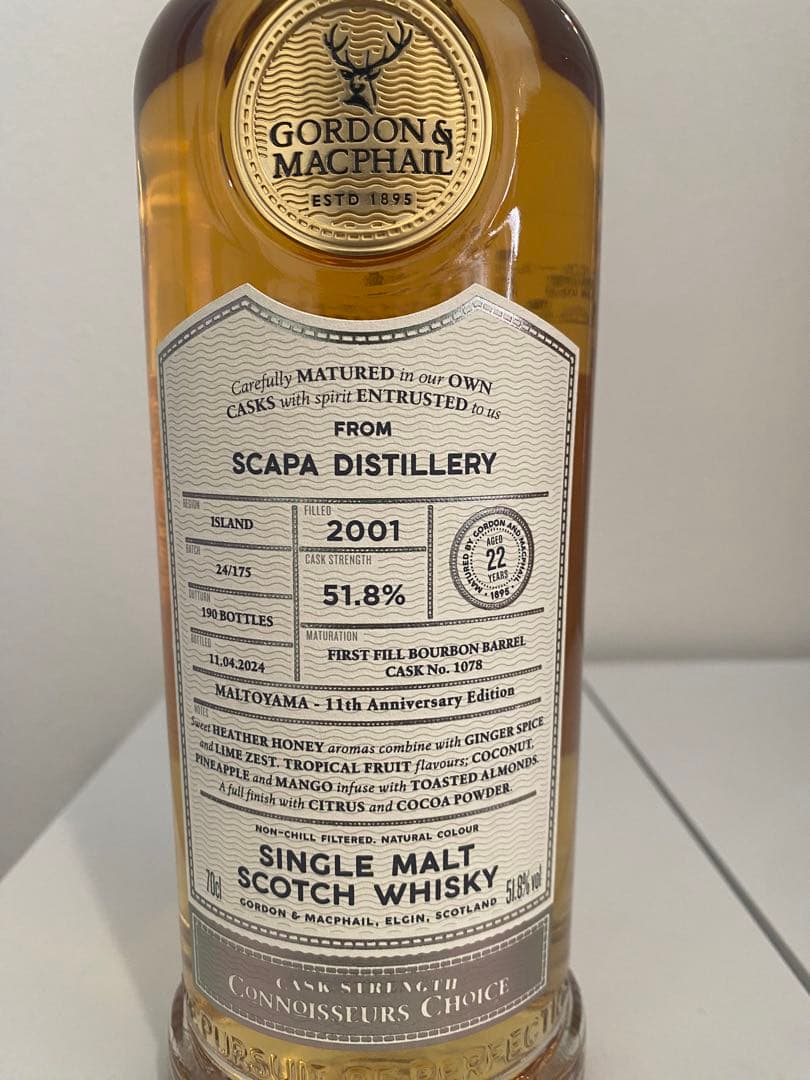 GORDON &
MACPHAIL
ESTD 1895
Carefully MATURED in our OWN
CASKS with spirit ENTRUSTED to us
FROM
SCAPA DISTILLERY
REGION
ISLAND
BATCH
24/175
OUTTURN
190 BOTTLES
BOTTLED
11.04.2024
FILLED
2001
CASK STRENGTH
51.8%
MATURED BY GORDON AND MACPHAIL
AGED
22
YEARS
1895
MATURATION
FIRST FILL BOURBON BARREL
CASK No. 1078
MALTOYAMA - 11th Anniversary Edition
NOTES
Sweet HEATHER HONEY aromas combine with GINGER SPICE
and LIME ZEST. TROPICAL FRUIT flavours; COCONUT,
PINEAPPLE and MANGO infuse with TOASTED ALMONDS.
A full finish with CITRUS and COCOA POWDER.
NON-CHILL FILTERED. NATURAL COLOUR
SINGLE MALT
SCOTCH WHISKY
70cl
51.8% vol
GORDON & MACPHAIL, ELGIN, SCOTLAND
CASK STRENGTH
CONNOISSEURS CHOICE
PURSUIT OF PERFECTI